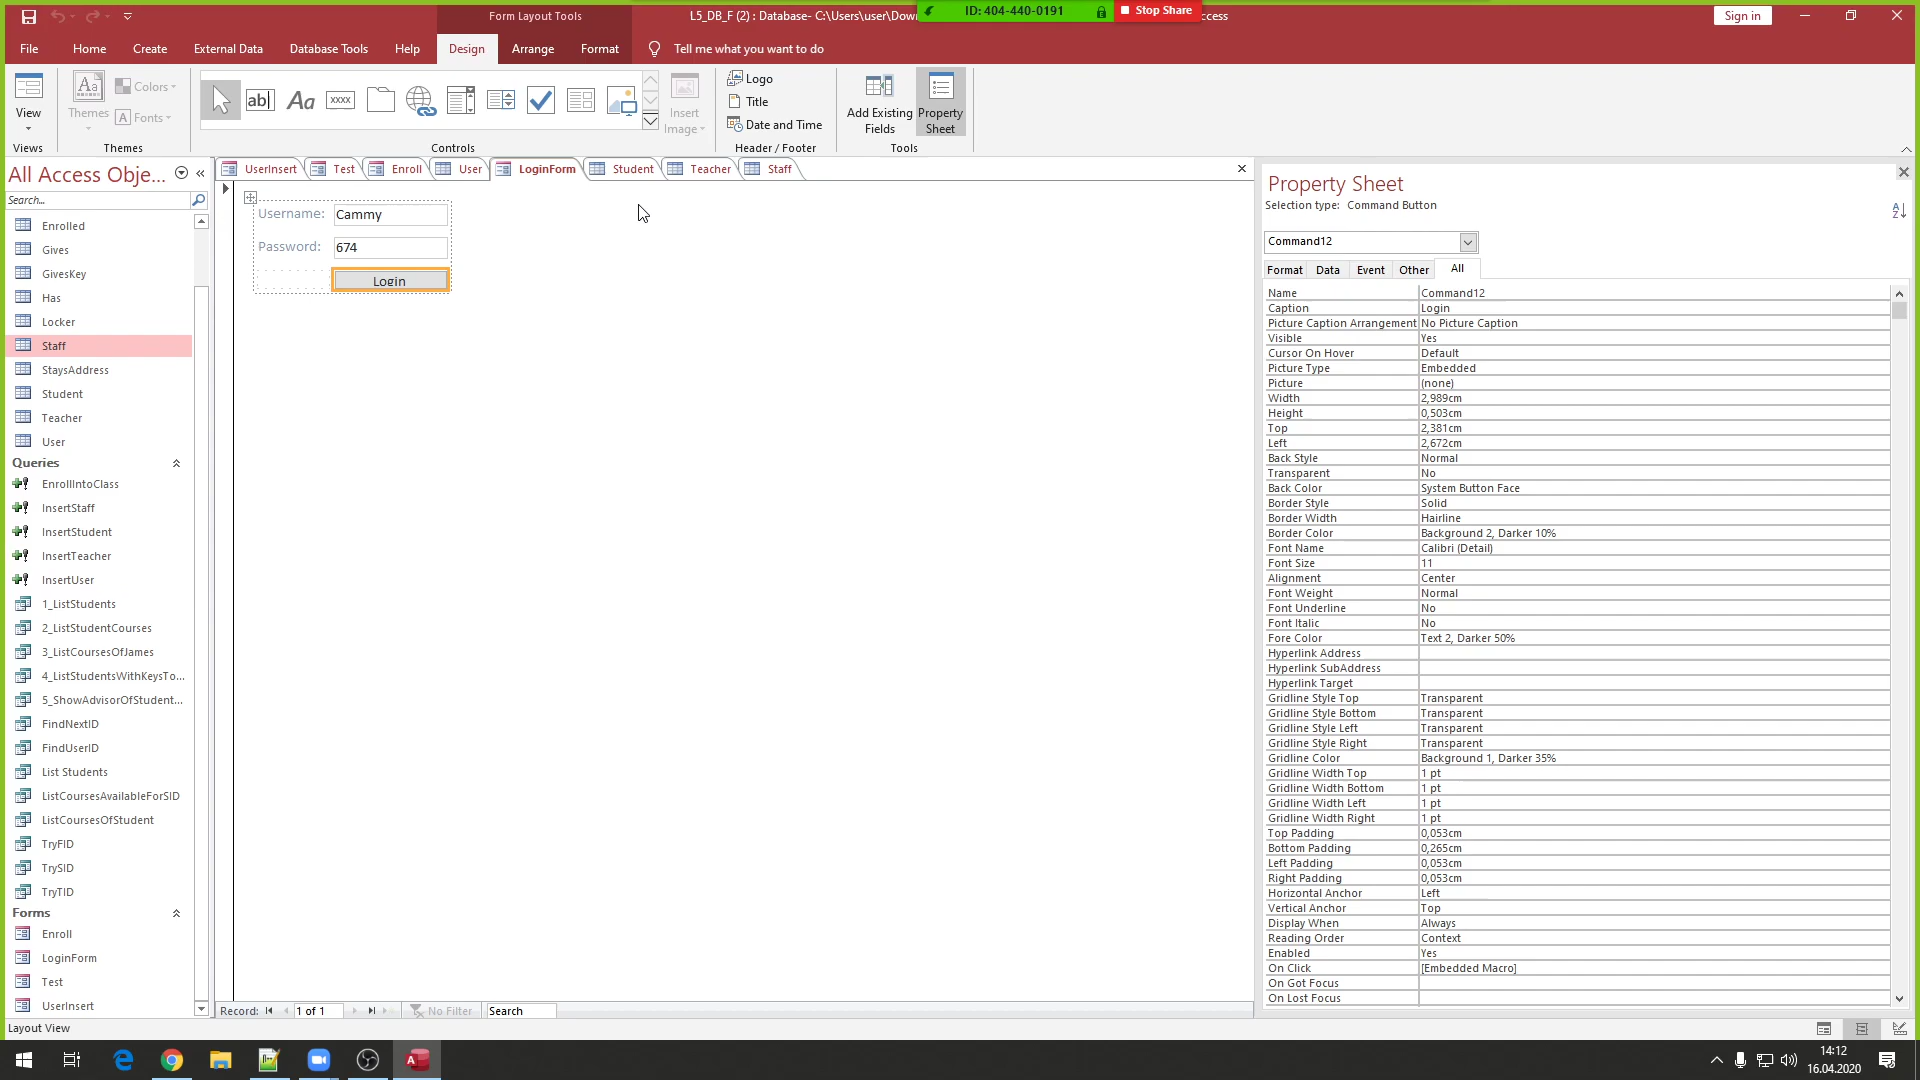 Form Layout Tools
L5_DB_F (2) : Database- C:\Users\user\Down
ID: 404-440-0191
Stop Share
ccess
Sign in
File
Home
Create
External Data
Database Tools
Help
Design
Arrange
Format
Tell me what you want to do
View
Themes
Colors
Fonts
Aa
ab|
Aa
xxxx
Insert
Image
Logo
Title
Date and Time
Add Existing
Fields
Property
Sheet
Views
Themes
Controls
Header / Footer
Tools
All Access Obje...
Search...
Enrolled
Gives
GivesKey
Has
Locker
Staff
StaysAddress
Student
Teacher
User
Queries
EnrollIntoClass
InsertStaff
InsertStudent
InsertTeacher
InsertUser
1_ListStudents
2_ListStudentCourses
3_ListCoursesOfJames
4_ListStudentsWithKeysTo...
5_ShowAdvisorOfStudent...
FindNextID
FindUserID
List Students
ListCoursesAvailableForSID
ListCoursesOfStudent
TryFID
TrySID
TryTID
Forms
Enroll
LoginForm
Test
UserInsert
UserInsert
Test
Enroll
User
LoginForm
Student
Teacher
Staff
Username: Cammy
Password: 674
Login
Property Sheet
Selection type: Command Button
Command12
Format
Data
Event
Other
All
Name Command12
Caption Login
Picture Caption Arrangement No Picture Caption
Visible Yes
Cursor On Hover Default
Picture Type Embedded
Picture (none)
Width 2,989cm
Height 0,503cm
Top 2,381cm
Left 2,672cm
Back Style Normal
Transparent No
Back Color System Button Face
Border Style Solid
Border Width Hairline
Border Color Background 2, Darker 10%
Font Name Calibri (Detail)
Font Size 11
Alignment Center
Font Weight Normal
Font Underline No
Font Italic No
Fore Color Text 2, Darker 50%
Hyperlink Address
Hyperlink SubAddress
Hyperlink Target
Gridline Style Top Transparent
Gridline Style Bottom Transparent
Gridline Style Left Transparent
Gridline Style Right Transparent
Gridline Color Background 1, Darker 35%
Gridline Width Top 1 pt
Gridline Width Bottom 1 pt
Gridline Width Left 1 pt
Gridline Width Right 1 pt
Top Padding 0,053cm
Bottom Padding 0,265cm
Left Padding 0,053cm
Right Padding 0,053cm
Horizontal Anchor Left
Vertical Anchor Top
Display When Always
Reading Order Context
Enabled Yes
On Click [Embedded Macro]
On Got Focus
On Lost Focus
Record: 1 of 1 No Filter Search
Layout View
14:12
16.04.2020